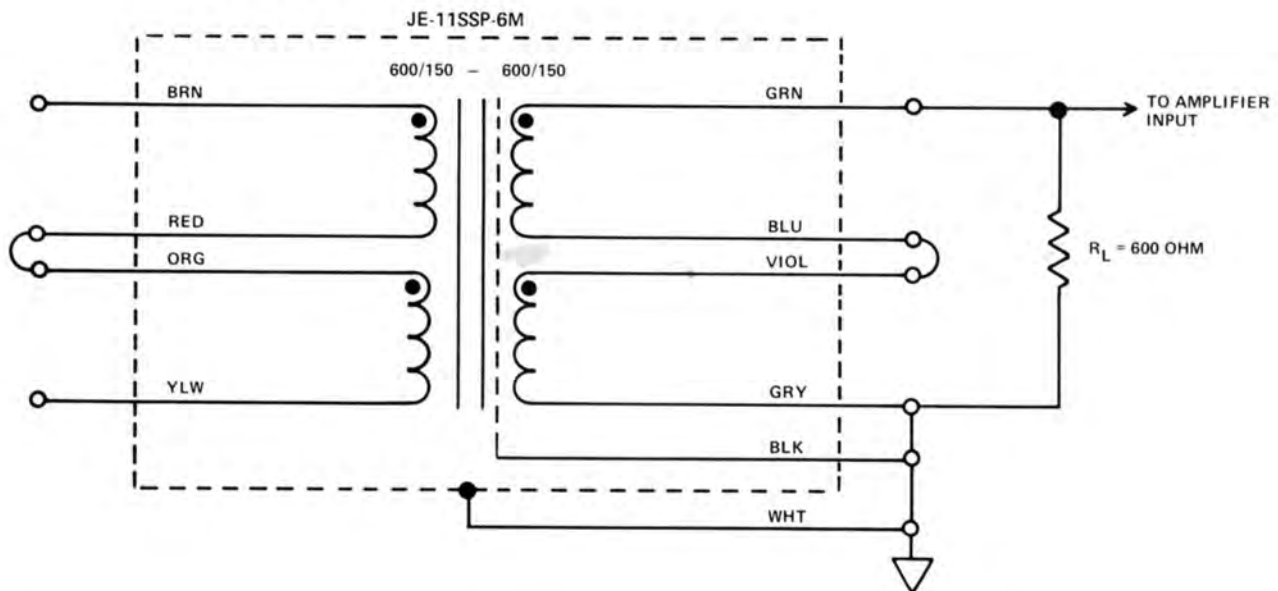 JE-11SSP-6M
600/150 – 600/150
BRN
GRN
TO AMPLIFIER
INPUT
RED
BLU
ORG
VIOL
R_L = 600 OHM
YLW
GRY
BLK
WHT